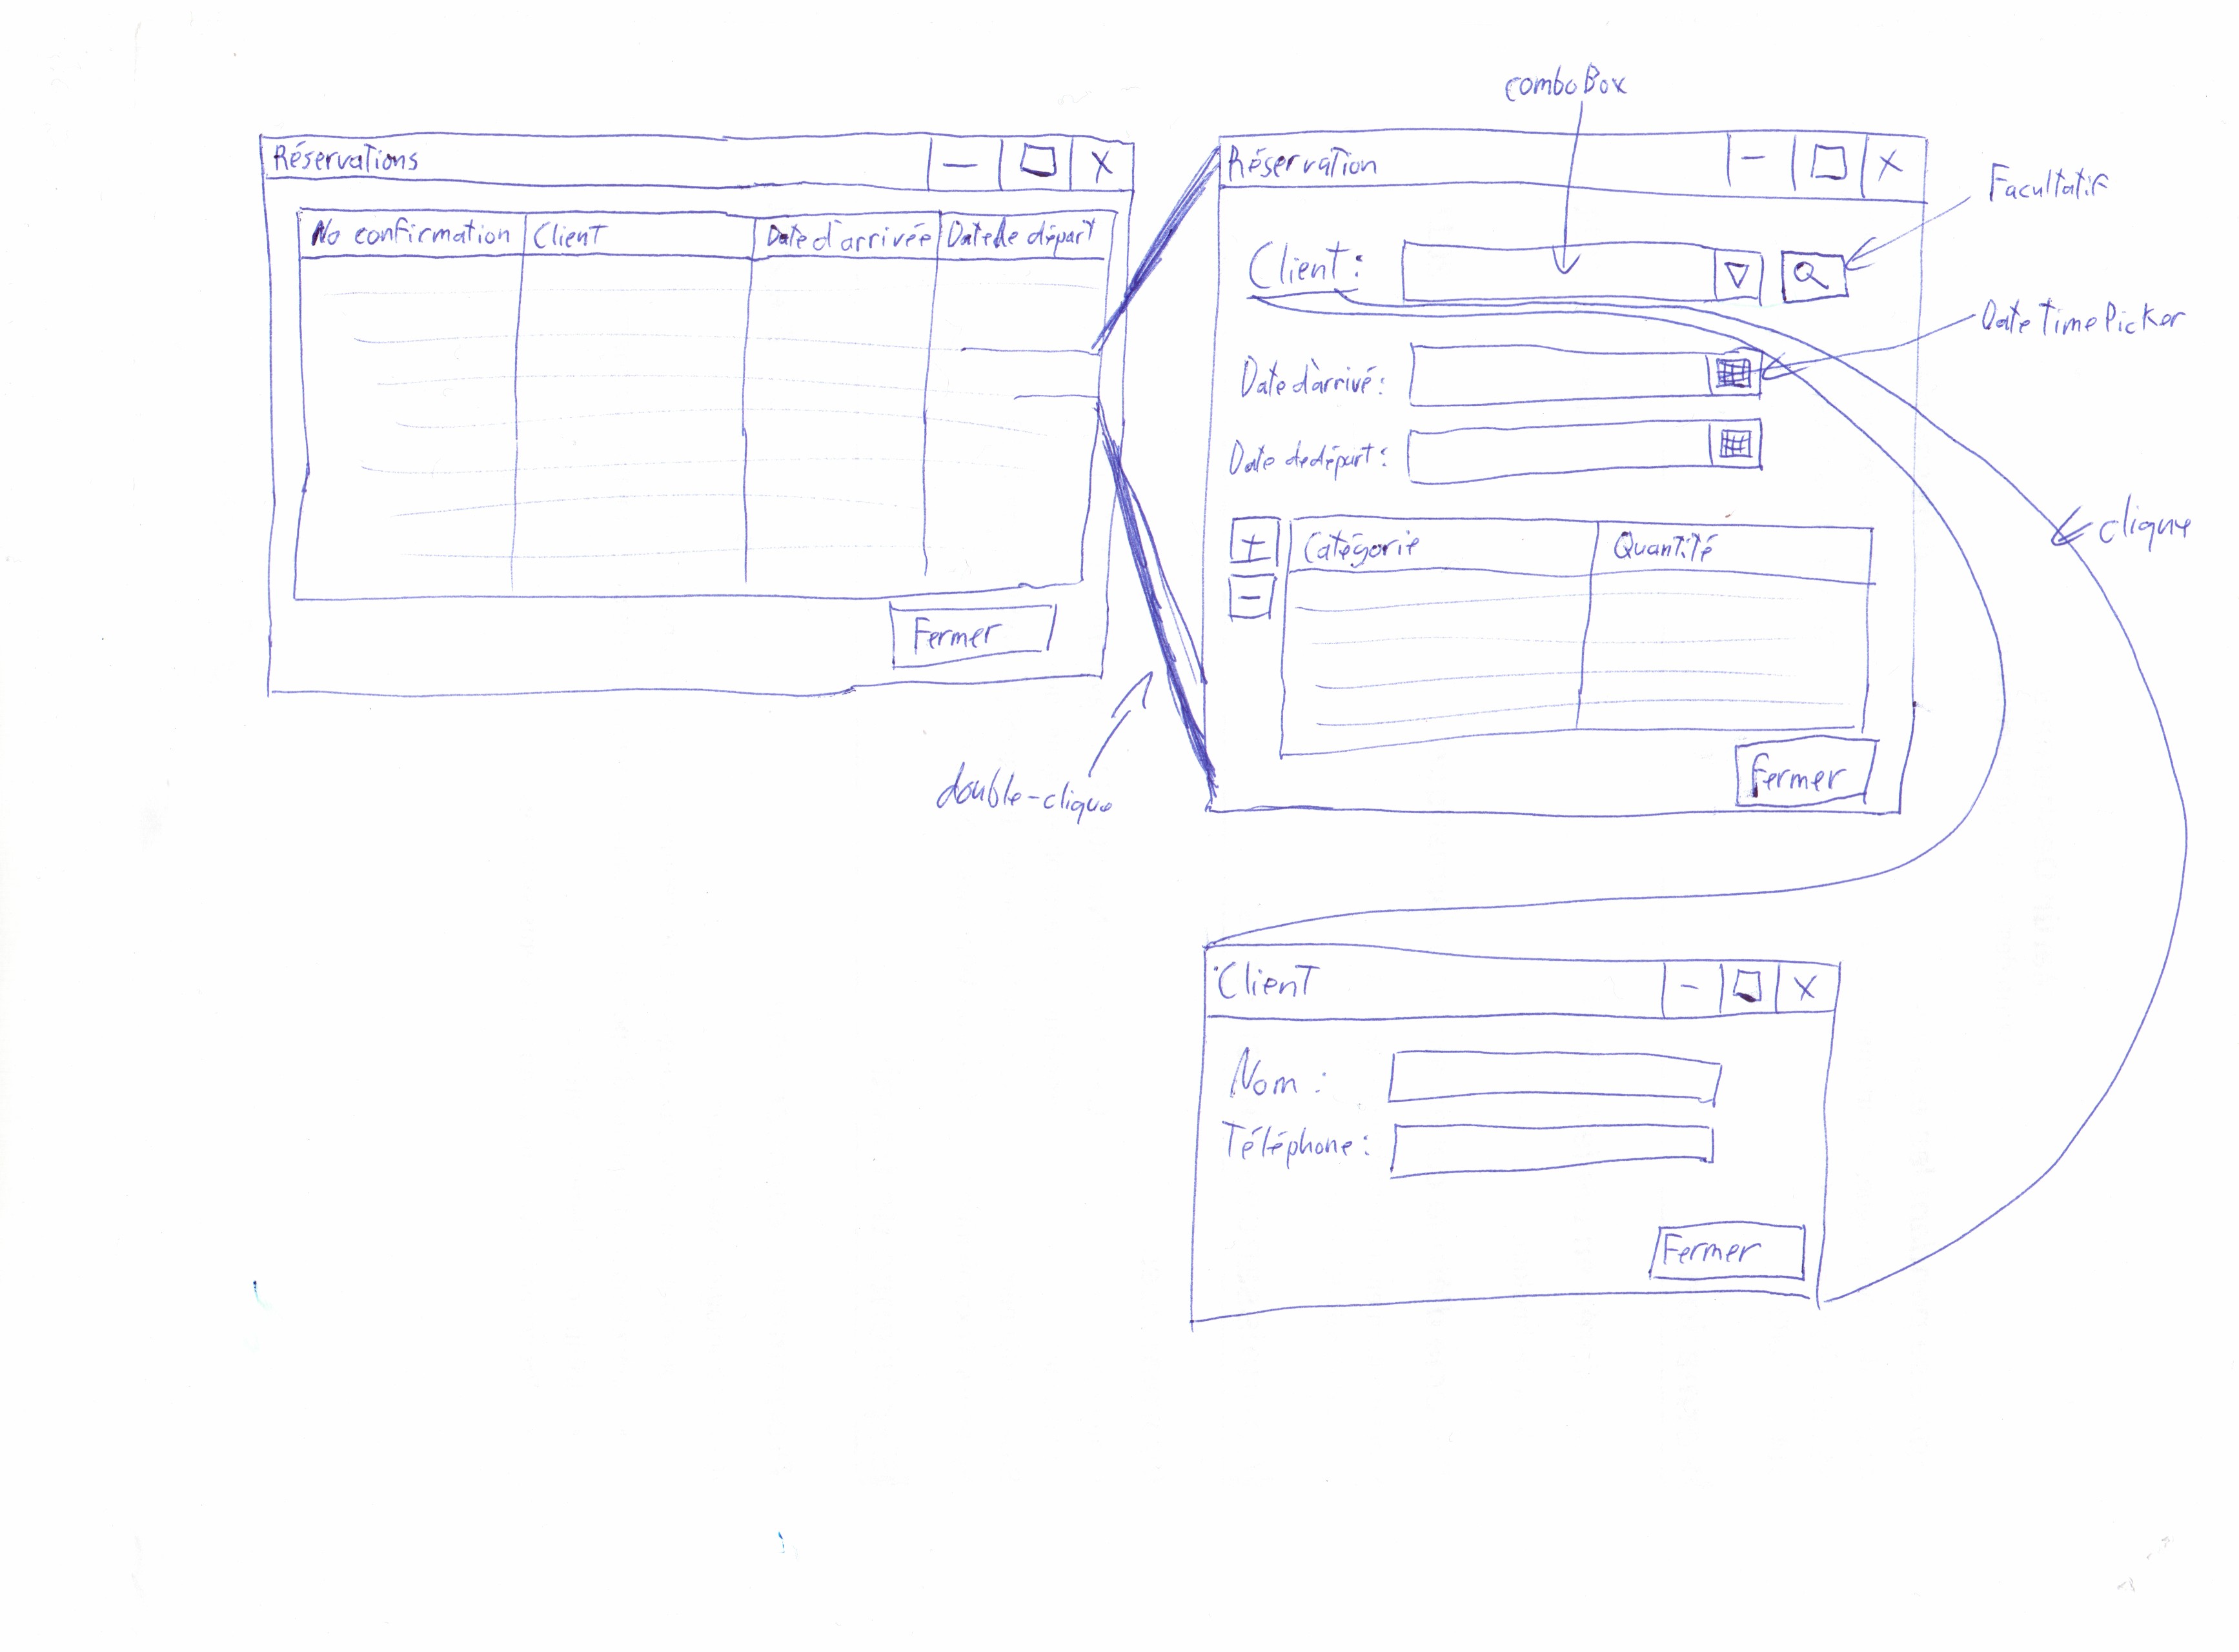 comboBox
Réservations
No confirmation Client Date d'arrivée Date de départ
Fermer
double-clique
Réservation
Facultatif
Client :
DateTimePicker
Date d'arrivé :
Date de départ :
clique
+ Catégorie Quantité
-
Fermer
Client
Nom :
Téléphone :
Fermer